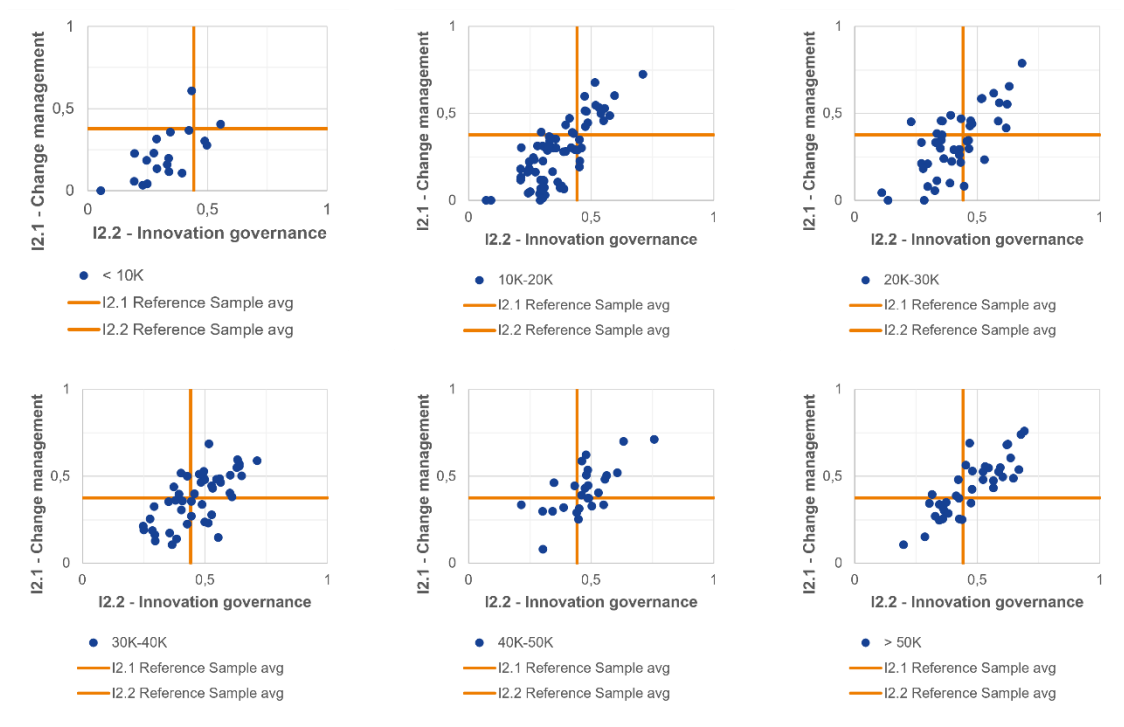 1
0,5
0
0
0,5
1
I2.1 - Change management
I2.2 - Innovation governance
< 10K
I2.1 Reference Sample avg
I2.2 Reference Sample avg
1
0,5
0
0
0,5
1
I2.1 - Change management
I2.2 - Innovation governance
10K-20K
I2.1 Reference Sample avg
I2.2 Reference Sample avg
1
0,5
0
0
0,5
1
I2.1 - Change management
I2.2 - Innovation governance
20K-30K
I2.1 Reference Sample avg
I2.2 Reference Sample avg
1
0,5
0
0
0,5
1
I2.1 - Change management
I2.2 - Innovation governance
30K-40K
I2.1 Reference Sample avg
I2.2 Reference Sample avg
1
0,5
0
0
0,5
1
I2.1 - Change management
I2.2 - Innovation governance
40K-50K
I2.1 Reference Sample avg
I2.2 Reference Sample avg
1
0,5
0
0
0,5
1
I2.1 - Change management
I2.2 - Innovation governance
> 50K
I2.1 Reference Sample avg
I2.2 Reference Sample avg